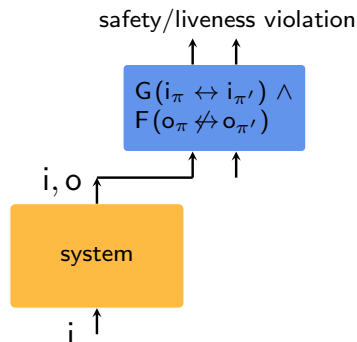 safety/liveness violation
G(i_π ↔ i_π′) ∧
F(o_π ↮ o_π′)
i, o
system
i